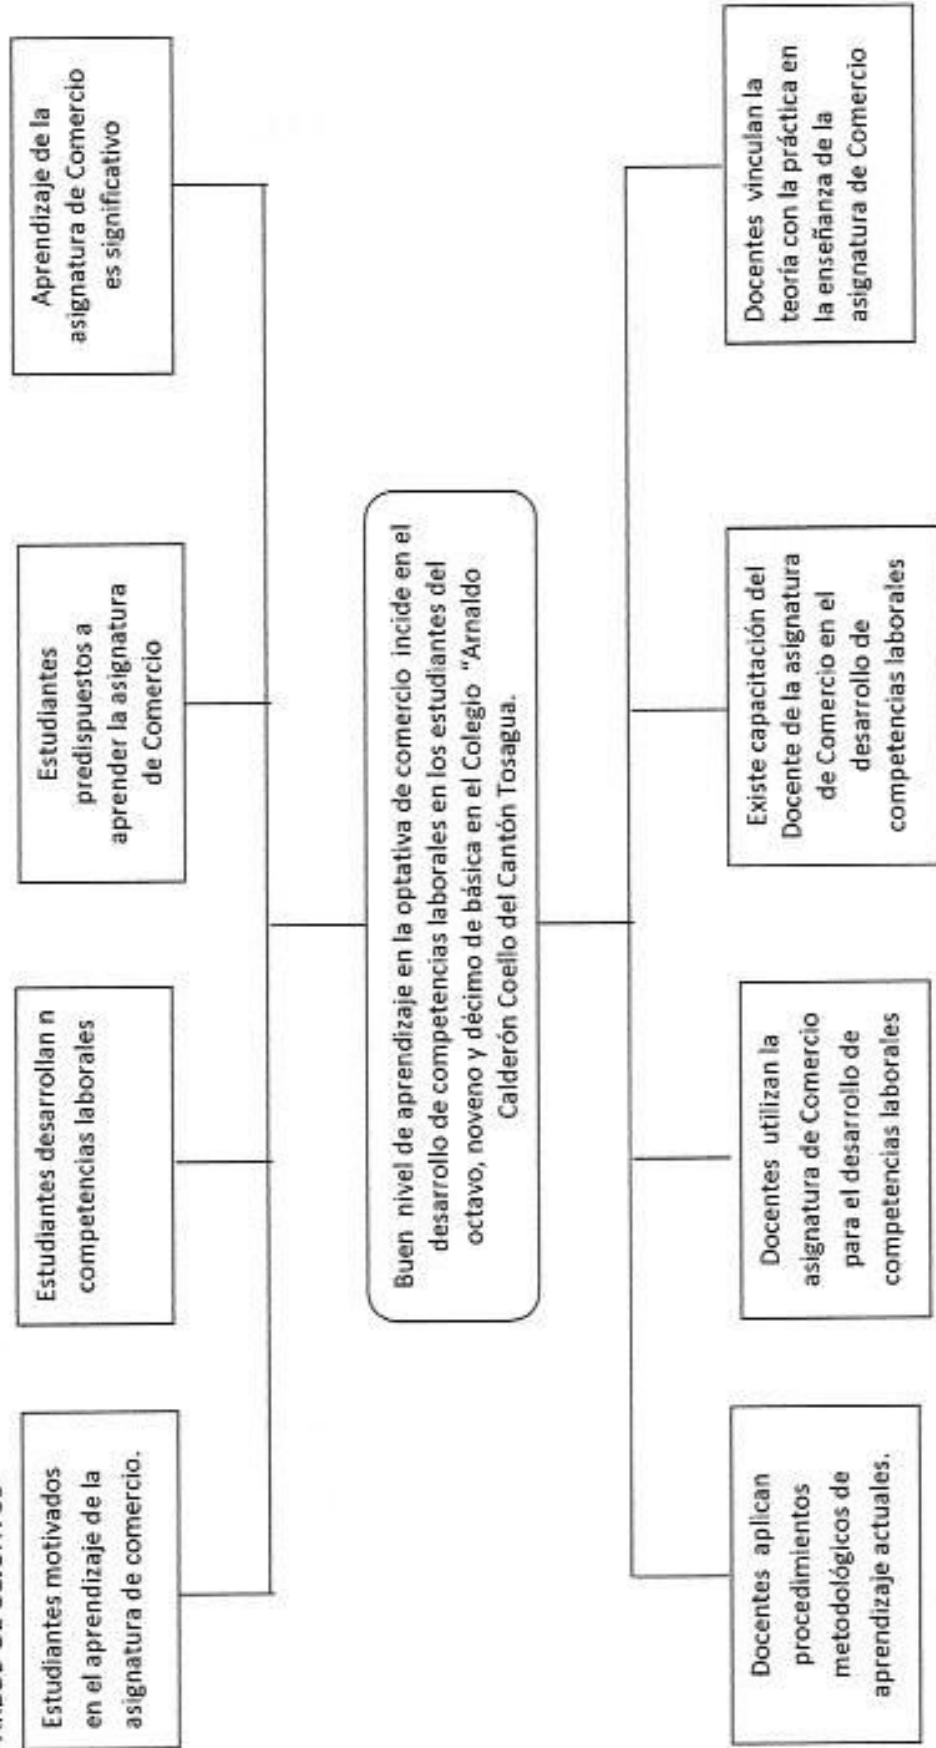 Estudiantes motivados
en el aprendizaje de la
asignatura de comercio.
Estudiantes desarrollan n
competencias laborales
Estudiantes
predispuestos a
aprender la asignatura
de Comercio
Aprendizaje de la
asignatura de Comercio
es significativo
Buen nivel de aprendizaje en la optativa de comercio incide en el
desarrollo de competencias laborales en los estudiantes del
octavo, noveno y décimo de básica en el Colegio "Arnaldo
Calderón Coello del Cantón Tosagua.
Docentes aplican
procedimientos
metodológicos de
aprendizaje actuales.
Docentes utilizan la
asignatura de Comercio
para el desarrollo de
competencias laborales
Existe capacitación del
Docente de la asignatura
de Comercio en el
desarrollo de
competencias laborales
Docentes vinculan la
teoría con la práctica en
la enseñanza de la
asignatura de Comercio